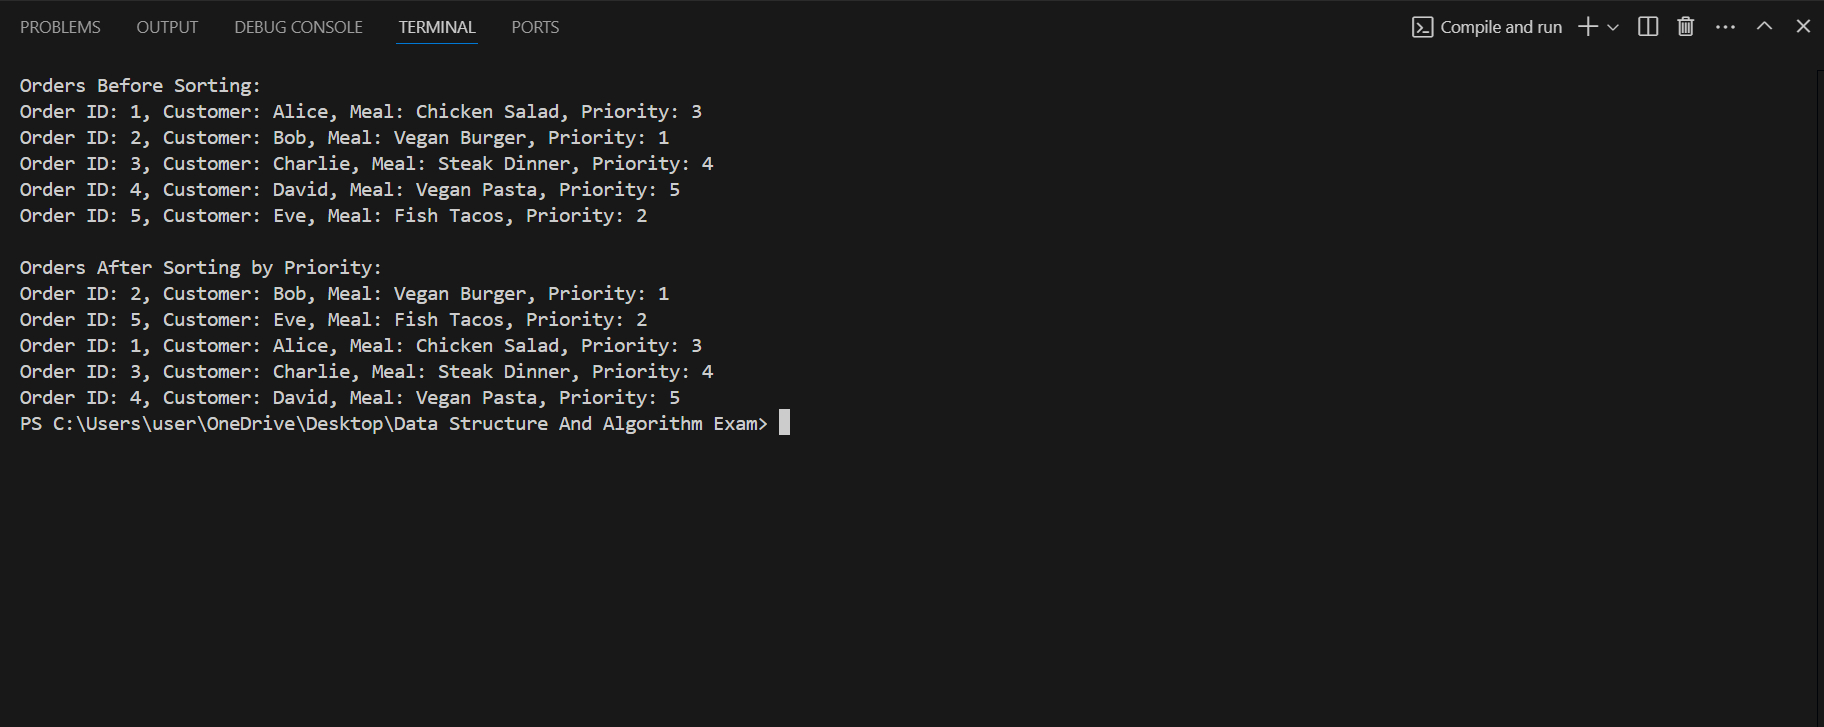 PROBLEMS OUTPUT DEBUG CONSOLE TERMINAL PORTS Compile and run
Orders Before Sorting:
Order ID: 1, Customer: Alice, Meal: Chicken Salad, Priority: 3
Order ID: 2, Customer: Bob, Meal: Vegan Burger, Priority: 1
Order ID: 3, Customer: Charlie, Meal: Steak Dinner, Priority: 4
Order ID: 4, Customer: David, Meal: Vegan Pasta, Priority: 5
Order ID: 5, Customer: Eve, Meal: Fish Tacos, Priority: 2
Orders After Sorting by Priority:
Order ID: 2, Customer: Bob, Meal: Vegan Burger, Priority: 1
Order ID: 5, Customer: Eve, Meal: Fish Tacos, Priority: 2
Order ID: 1, Customer: Alice, Meal: Chicken Salad, Priority: 3
Order ID: 3, Customer: Charlie, Meal: Steak Dinner, Priority: 4
Order ID: 4, Customer: David, Meal: Vegan Pasta, Priority: 5
PS C:\Users\user\OneDrive\Desktop\Data Structure And Algorithm Exam>